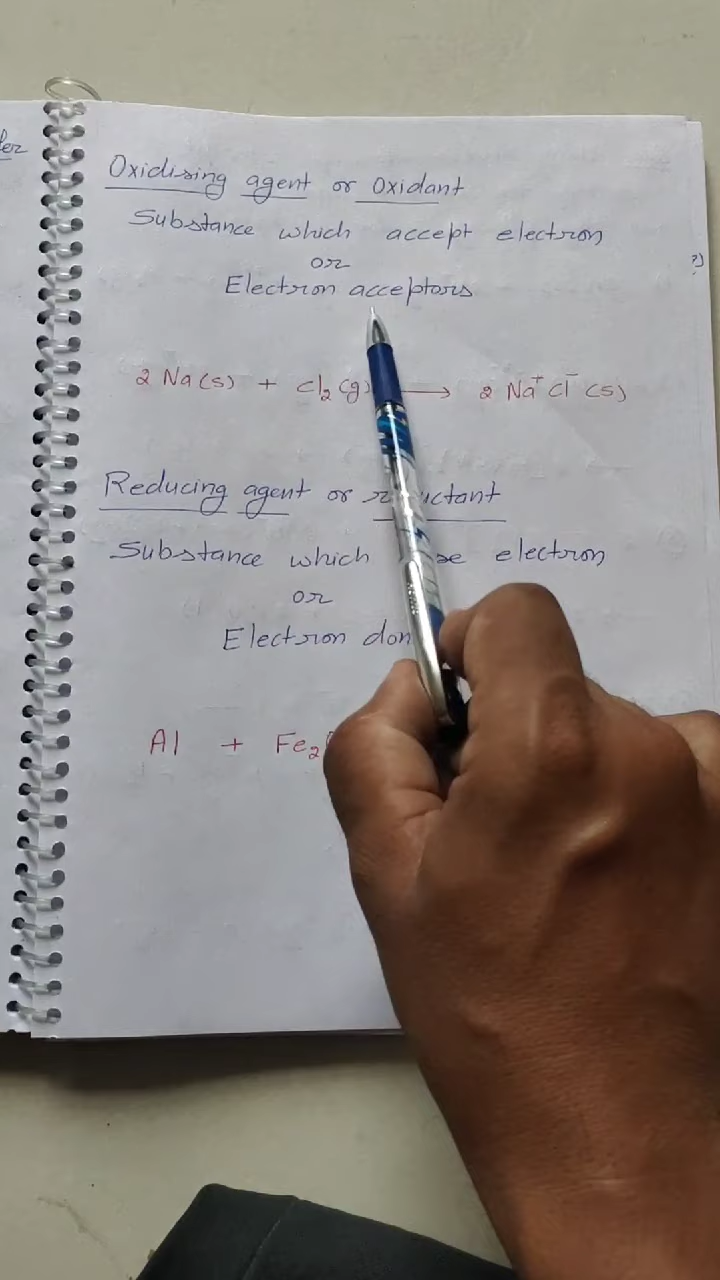 Oxidising agent or Oxidant
Substance which accept electron
or
Electron acceptors
2 Na(s) + Cl₂(g) ⟶ 2 Na⁺Cl⁻(s)
Reducing agent or
Substance which electron
or
Electron
Al + Fe₂